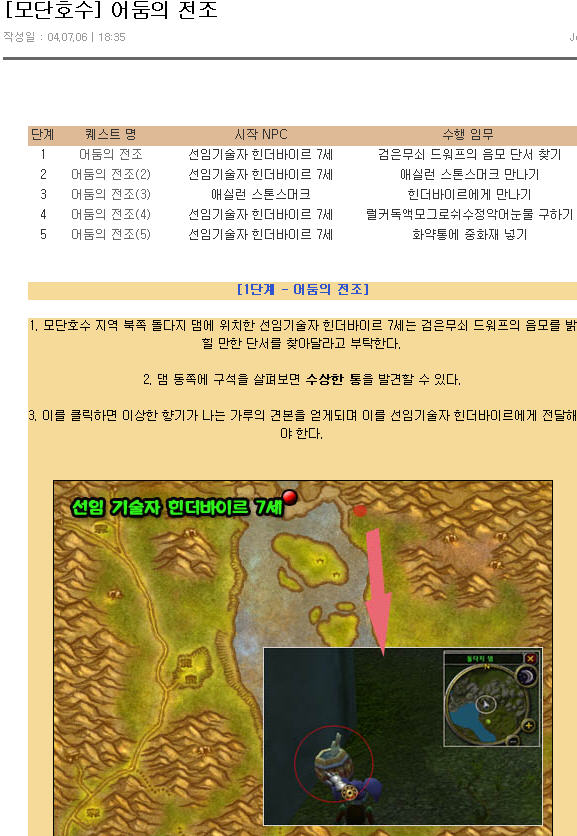 [모단호수] 어둠의 전조
작성일 : 04.07.06 | 18:35
단계 퀘스트 명 시작 NPC 수행 임무
1 어둠의 전조 선임기술자 힌더바이르 7세 검은무쇠 드워프의 음모 단서 찾기
2 어둠의 전조(2) 선임기술자 힌더바이르 7세 애실런 스톤스머크 만나기
3 어둠의 전조(3) 애실런 스톤스머크 힌더바이르에게 만나기
4 어둠의 전조(4) 선임기술자 힌더바이르 7세 럴커독액모그로쉬수정악어눈물 구하기
5 어둠의 전조(5) 선임기술자 힌더바이르 7세 화약통에 중화재 넣기
[1단계 - 어둠의 전조]
1. 모단호수 지역 북쪽 돌다지 댐에 위치한 선임기술자 힌더바이르 7세는 검은무쇠 드워프의 음모를 밝
힐 만한 단서를 찾아달라고 부탁한다.
2. 댐 동쪽에 구석을 살펴보면 수상한 통을 발견할 수 있다.
3. 이를 클릭하면 이상한 향기가 나는 가루의 견본을 얻게되며 이를 선임기술자 힌더바이르에게 전달해
야 한다.
선임 기술자 힌더바이르 7세
돌다지 댐
N